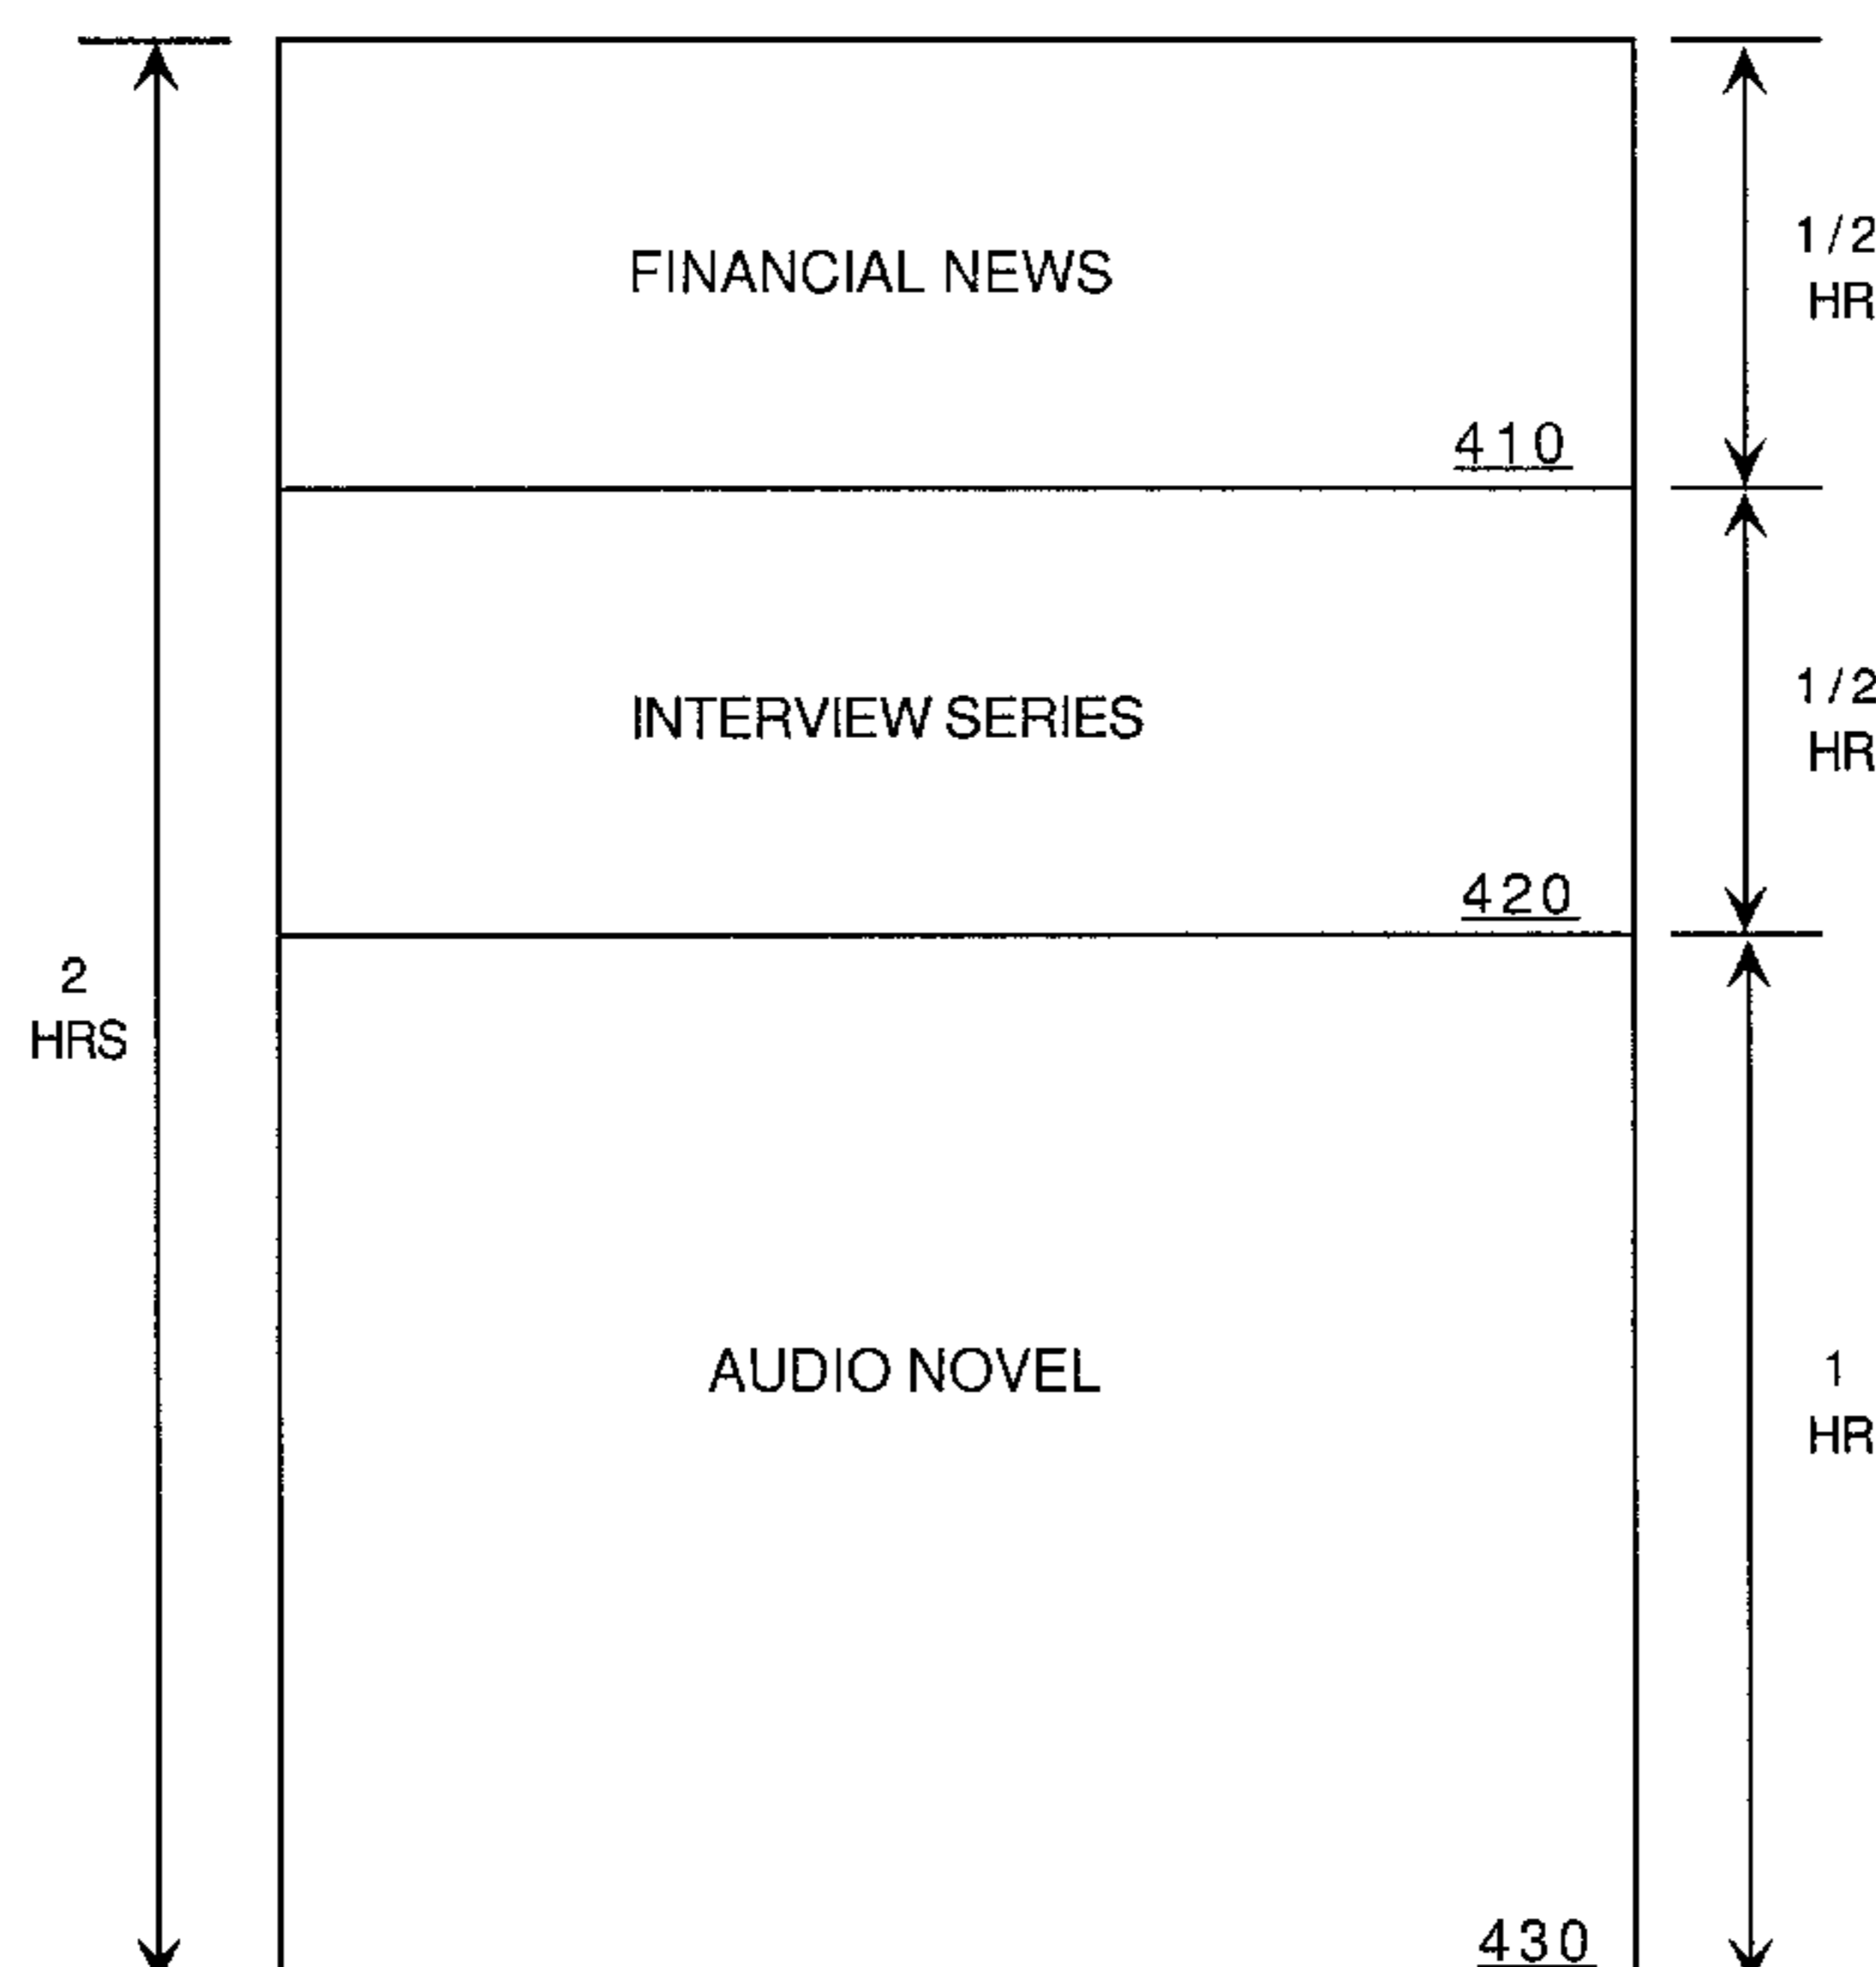 FINANCIAL NEWS
1/2
HR
410
INTERVIEW SERIES
1/2
HR
420
2
HRS
AUDIO NOVEL
1
HR
430